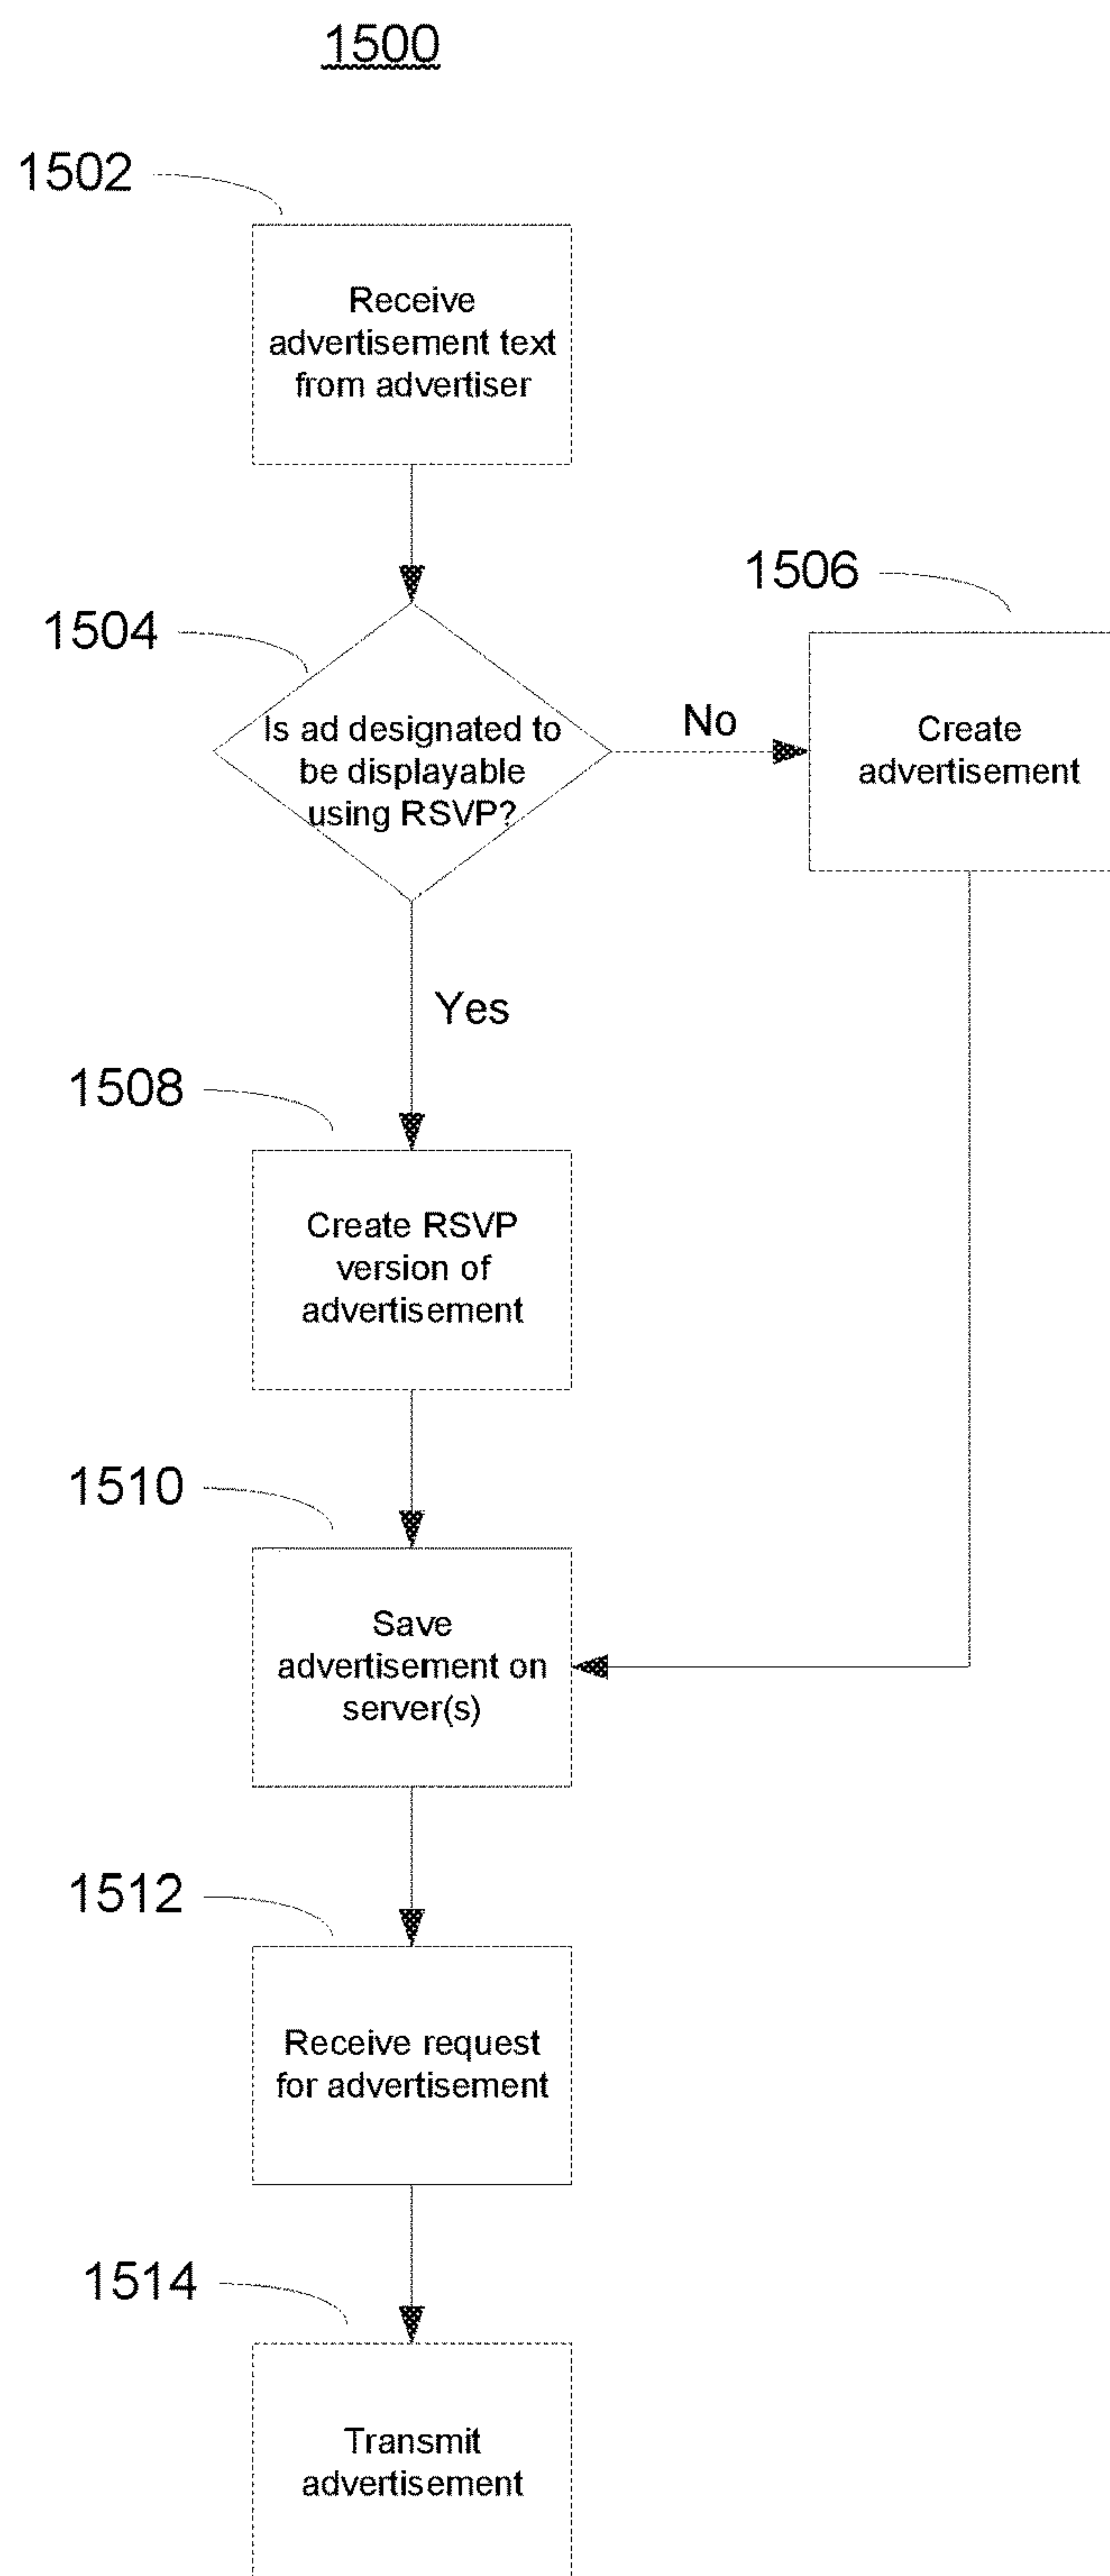 1500
1502
Receive
advertisement text
from advertiser
1504
Is ad designated to
be displayable
using RSVP?
No
1506
Create
advertisement
Yes
1508
Create RSVP
version of
advertisement
1510
Save
advertisement on
server(s)
1512
Receive request
for advertisement
1514
Transmit
advertisement